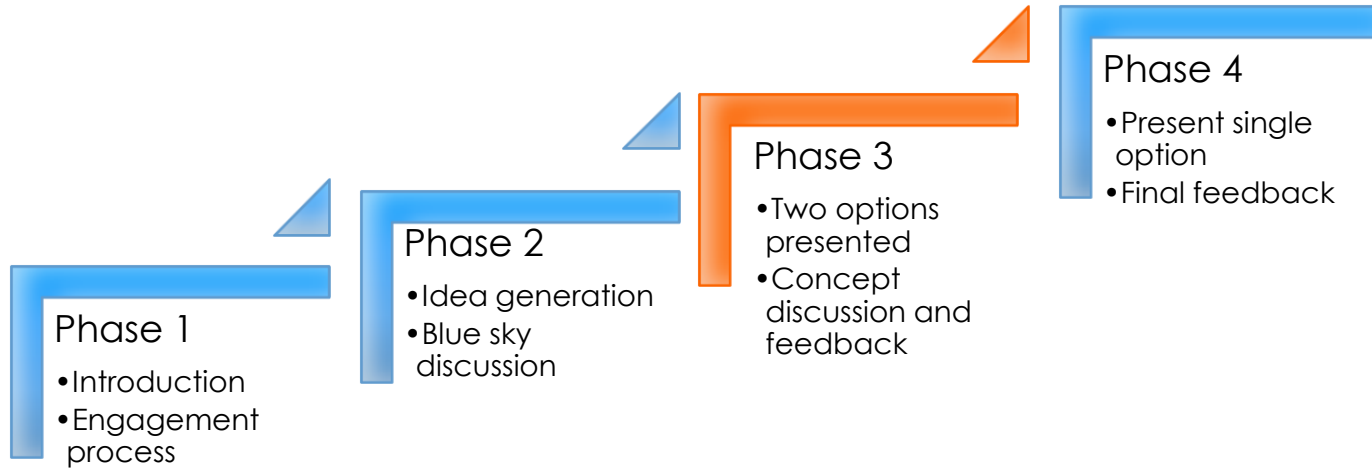 Phase 1
•Introduction
•Engagement
process
Phase 2
•Idea generation
•Blue sky
discussion
Phase 3
•Two options
presented
•Concept
discussion and
feedback
Phase 4
•Present single
option
•Final feedback